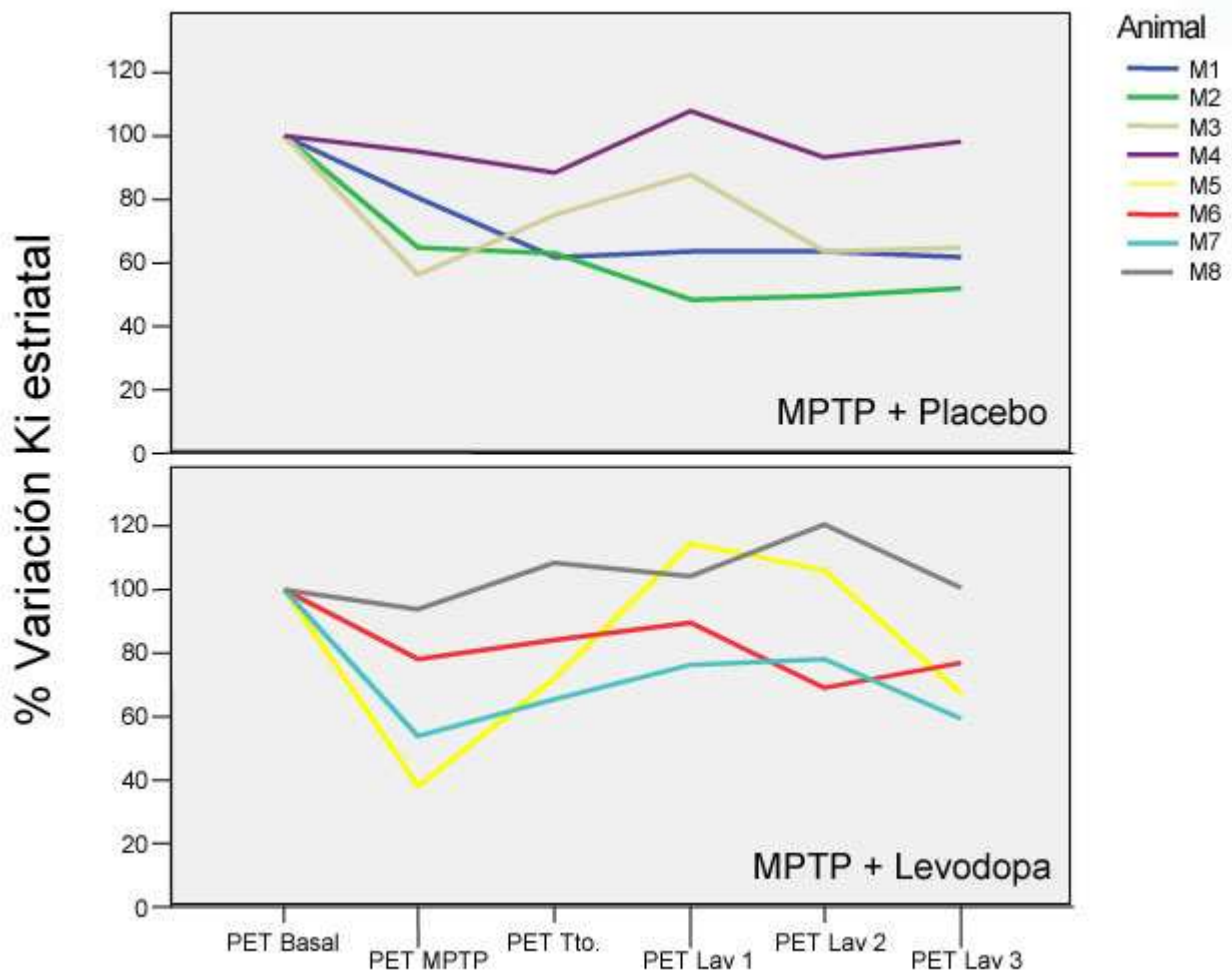 Animal
M1
M2
M3
M4
M5
M6
M7
M8
% Variación Ki estriatal
120
100
80
60
40
20
0
MPTP + Placebo
120
100
80
60
40
20
0
MPTP + Levodopa
PET Basal
PET MPTP
PET Tto.
PET Lav 1
PET Lav 2
PET Lav 3